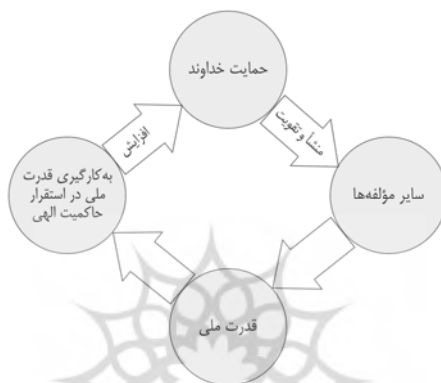 حمایت خداوند
منشأ و تقویت
سایر مؤلفه‌ها
قدرت ملی
به‌کارگیری قدرت
ملی در استقرار
حاکمیت الهی
افزایش